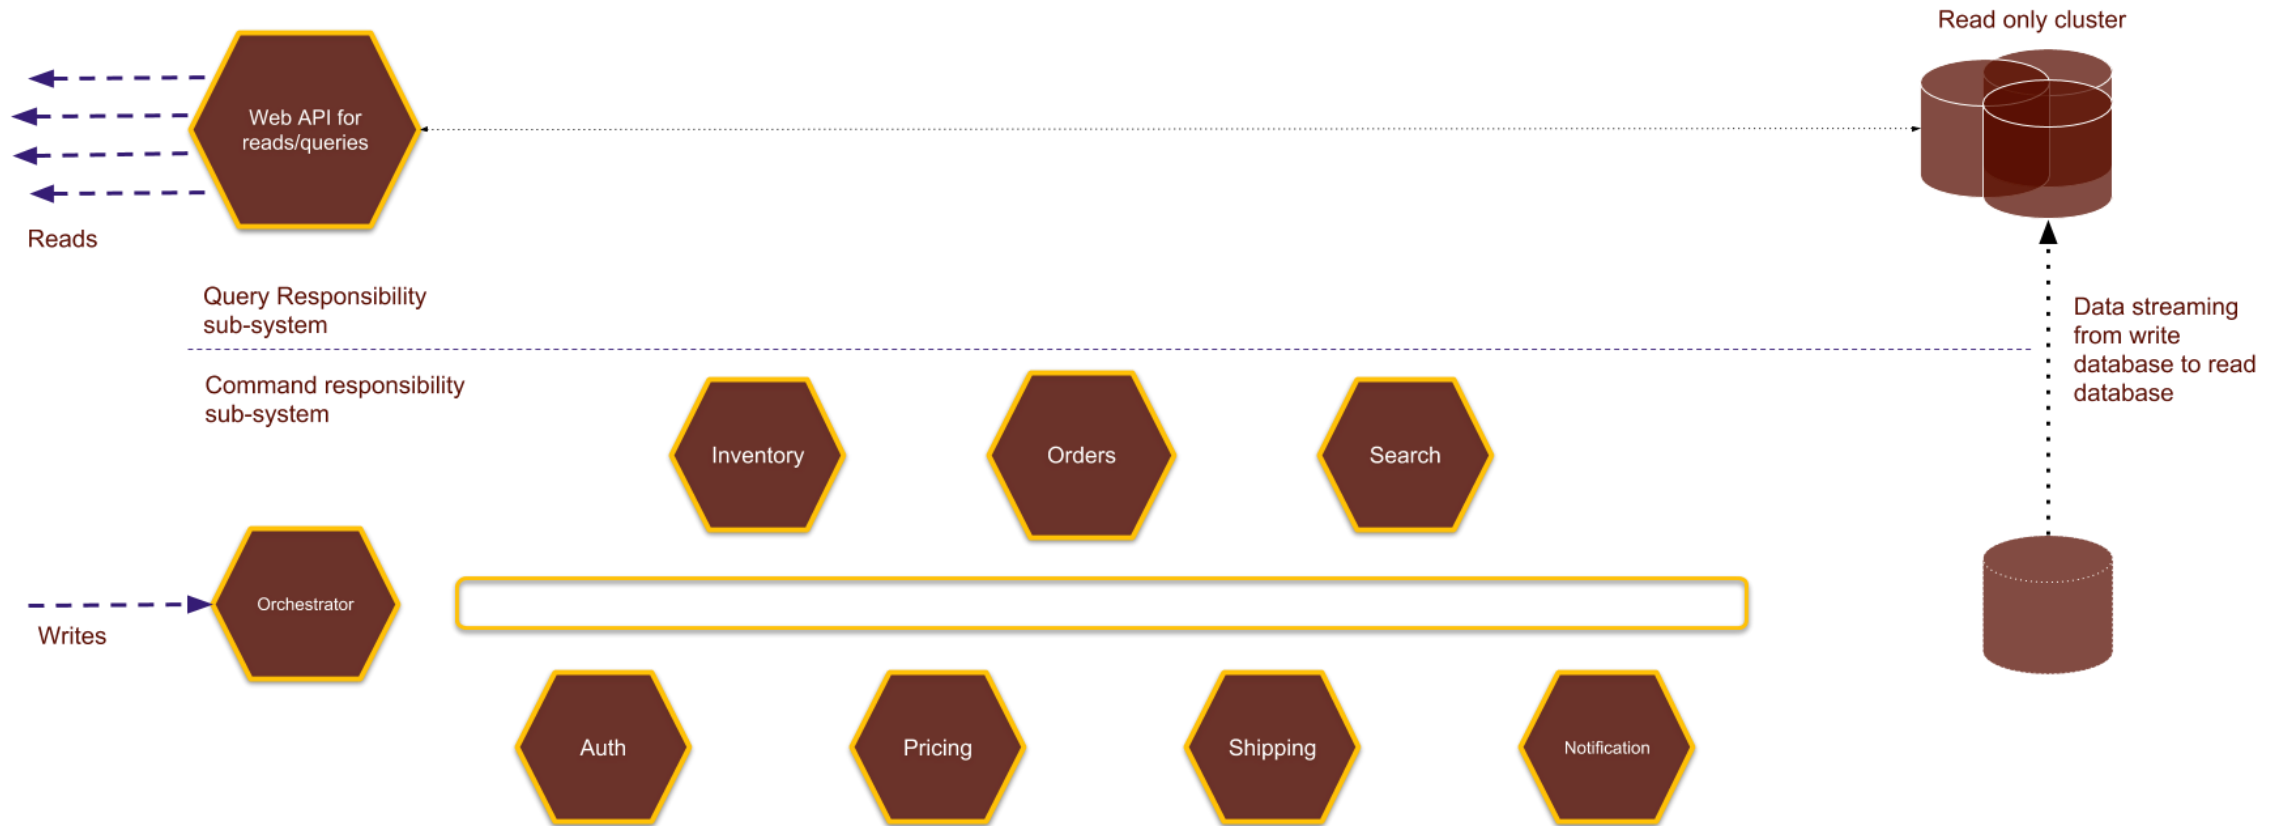 Read only cluster
Web API for
reads/queries
Reads
Query Responsibility
sub-system
Data streaming
from write
database to read
database
Command responsibility
sub-system
Inventory
Orders
Search
Orchestrator
Writes
Auth
Pricing
Shipping
Notification